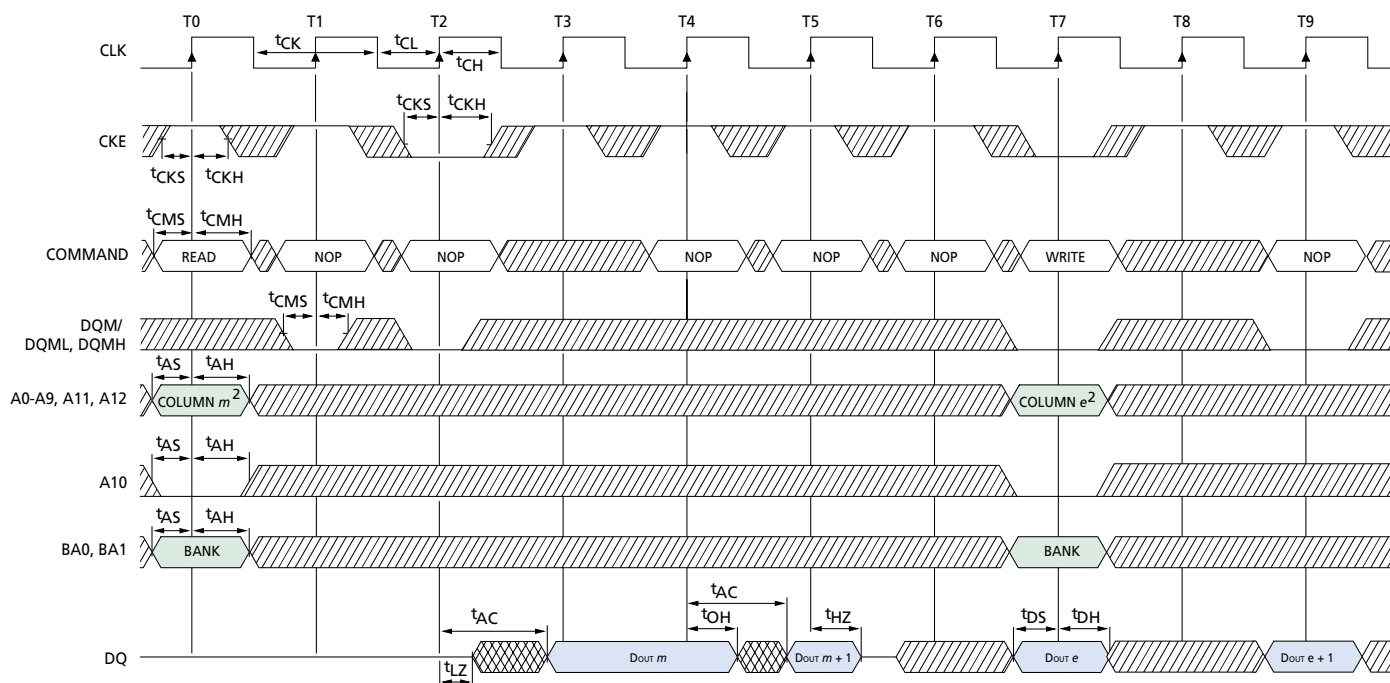 T0 T1 T2 T3 T4 T5 T6 T7 T8 T9
CLK
tCK tCL
tCH
tCKS tCKH
CKE
tCKS tCKH
tCMS tCMH
COMMAND READ NOP NOP NOP NOP NOP WRITE NOP
tCMS tCMH
DQM/
DQML, DQMH
tAS tAH
A0-A9, A11, A12 COLUMN m2 COLUMN e2
tAS tAH
A10
tAS tAH
BA0, BA1 BANK BANK
tAC
tAC tOH tHZ tDS tDH
DQ DOUT m DOUT m + 1 DOUT e DOUT e + 1
tLZ